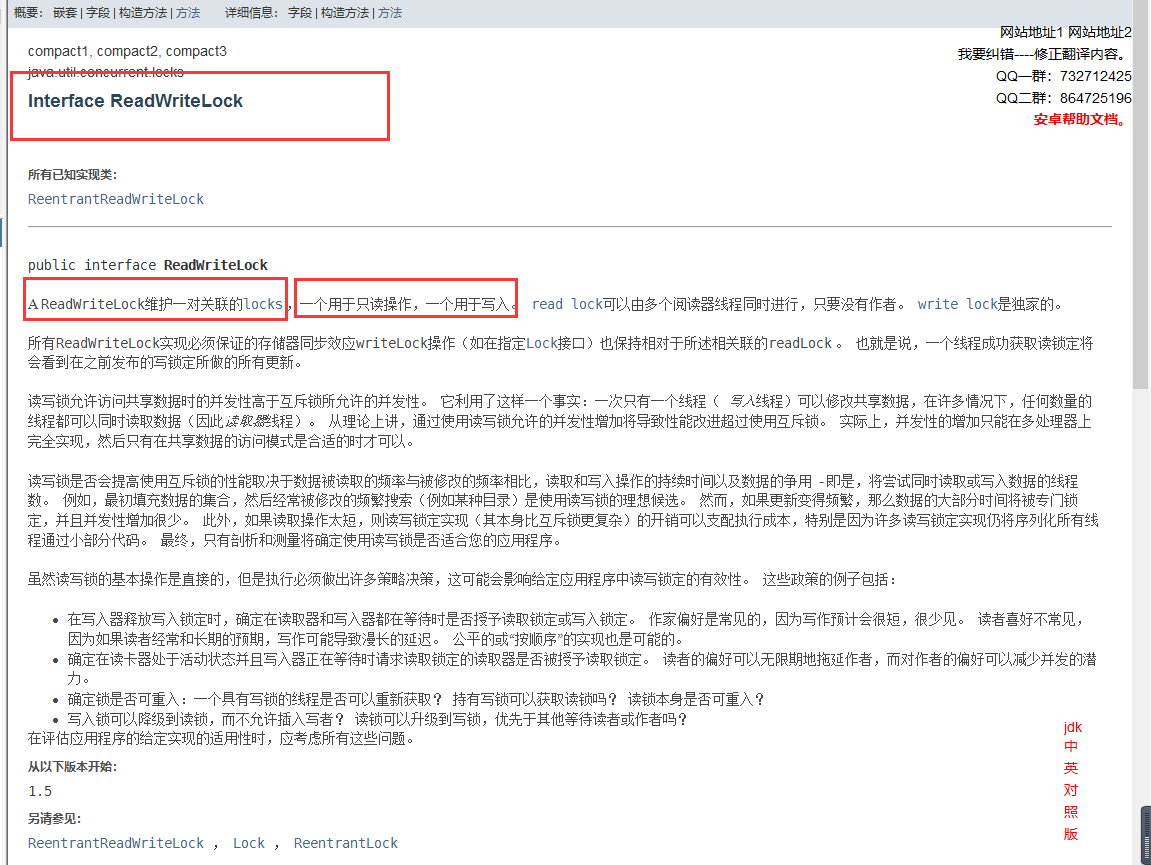 概要： 嵌套 | 字段 | 构造方法 | 方法 详细信息： 字段 | 构造方法 | 方法
网站地址1 网站地址2
我要纠错----修正翻译内容。
QQ一群：732712425
QQ二群：864725196
安卓帮助文档。
compact1, compact2, compact3
java.util.concurrent.locks
Interface ReadWriteLock
所有已知实现类：
ReentrantReadWriteLock
public interface ReadWriteLock
A ReadWriteLock维护一对关联的locks，一个用于只读操作，一个用于写入。 read lock可以由多个阅读器线程同时进行，只要没有作者。 write lock是独家的。
所有ReadWriteLock实现必须保证的存储器同步效应writeLock操作（如在指定Lock接口）也保持相对于所述相关联的readLock 。 也就是说，一个线程成功获取读锁定将
会看到在之前发布的写锁定所做的所有更新。
读写锁允许访问共享数据时的并发性高于互斥锁所允许的并发性。 它利用了这样一个事实：一次只有一个线程（ 写入线程）可以修改共享数据，在许多情况下，任何数量的
线程都可以同时读取数据（因此读取器线程）。 从理论上讲，通过使用读写锁允许的并发性增加将导致性能改进超过使用互斥锁。 实际上，并发性的增加只能在多处理器上
完全实现，然后只有在共享数据的访问模式是合适的时才可以。
读写锁是否会提高使用互斥锁的性能取决于数据被读取的频率与被修改的频率相比，读取和写入操作的持续时间以及数据的争用 -即是，将尝试同时读取或写入数据的线程
数。 例如，最初填充数据的集合，然后经常被修改的频繁搜索（例如某种目录）是使用读写锁的理想候选。 然而，如果更新变得频繁，那么数据的大部分时间将被专门锁
定，并且并发性增加很少。 此外，如果读取操作太短，则读写锁定实现（其本身比互斥锁更复杂）的开销可以支配执行成本，特别是因为许多读写锁定实现仍将序列化所有线
程通过小部分代码。 最终，只有剖析和测量将确定使用读写锁是否适合您的应用程序。
虽然读写锁的基本操作是直接的，但是执行必须做出许多策略决策，这可能会影响给定应用程序中读写锁定的有效性。 这些政策的例子包括：
• 在写入器释放写入锁定时，确定在读取器和写入器都在等待时是否授予读取锁定或写入锁定。 作家偏好是常见的，因为写作预计会很短，很少见。 读者喜好不常见，
因为如果读者经常和长期的预期，写作可能导致漫长的延迟。 公平的或“按顺序”的实现也是可能的。
• 确定在读卡器处于活动状态并且写入器正在等待时请求读取锁定的读取器是否被授予读取锁定。 读者的偏好可以无限期地拖延作者，而对作者的偏好可以减少并发的潜
力。
• 确定锁是否可重入：一个具有写锁的线程是否可以重新获取？ 持有写锁可以获取读锁吗？ 读锁本身是否可重入？
• 写入锁可以降级到读锁，而不允许插入写者？ 读锁可以升级到写锁，优先于其他等待读者或作者吗？
在评估应用程序的给定实现的适用性时，应考虑所有这些问题。
从以下版本开始：
1.5
另请参见：
ReentrantReadWriteLock ， Lock ， ReentrantLock
jdk
中
英
对
照
版